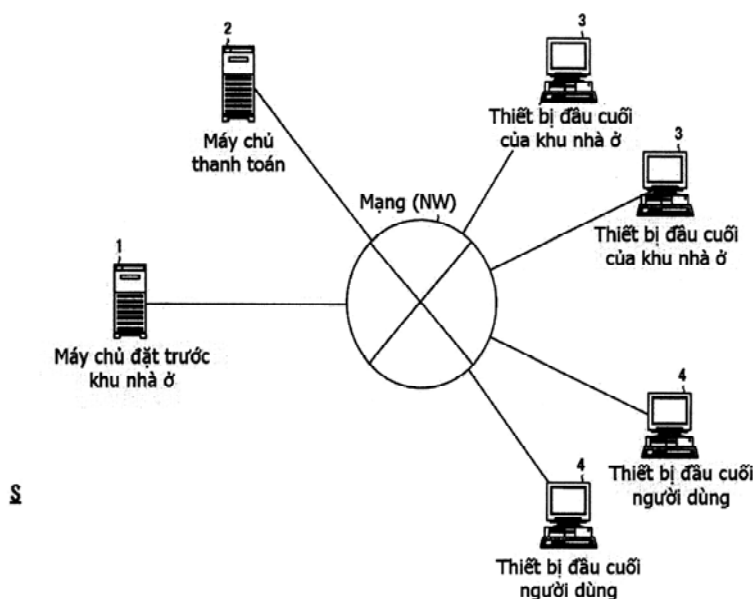 2
Máy chủ
thanh toán
3
Thiết bị đầu cuối
của khu nhà ở
3
Thiết bị đầu cuối
của khu nhà ở
Mạng (NW)
1
Máy chủ đặt trước
khu nhà ở
4
Thiết bị đầu cuối
người dùng
4
Thiết bị đầu cuối
người dùng
S